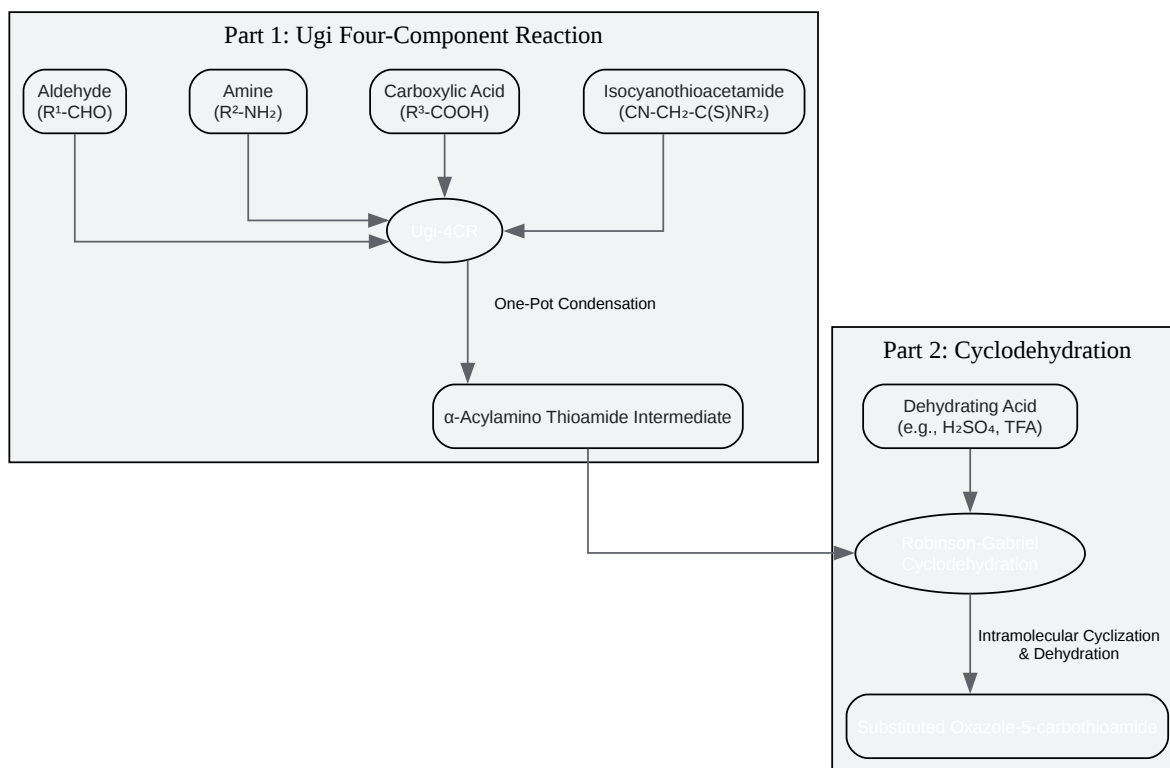 Part 1: Ugi Four-Component Reaction
Aldehyde
(R¹-CHO)
Amine
(R²-NH₂)
Carboxylic Acid
(R³-COOH)
Isocyanothioacetamide
(CN-CH₂-C(S)NR₂)
Ugi-4CR
One-Pot Condensation
α-Acylamino Thioamide Intermediate
Part 2: Cyclodehydration
Dehydrating Acid
(e.g., H₂SO₄, TFA)
Robinson-Gabriel
Cyclodehydration
Intramolecular Cyclization
& Dehydration
Substituted Oxazole-5-carbothioamide